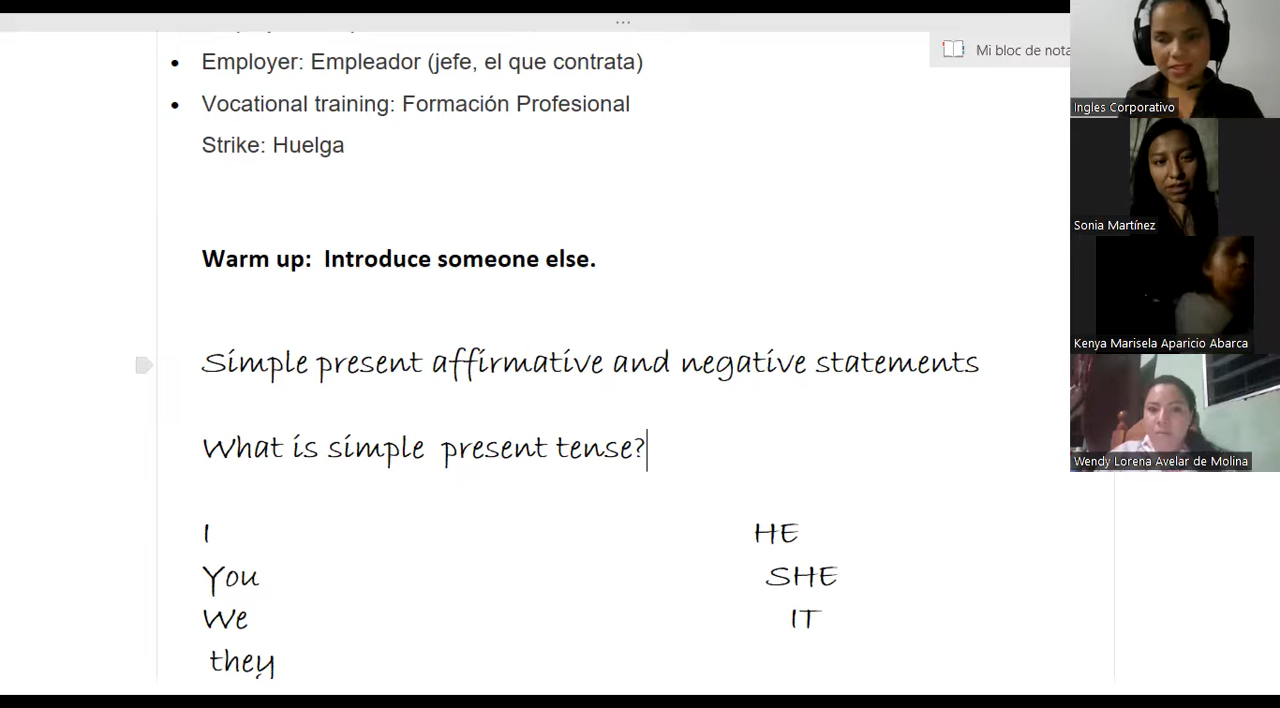 ...
Employer: Empleador (jefe, el que contrata)
Mi bloc de nota
Vocational training: Formación Profesional
Strike: Huelga
Warm up: Introduce someone else.
Simple present affirmative and negative statements
What is simple present tense?
I
HE
You
SHE
We
IT
they
Ingles Corporativo
Sonia Martínez
Kenya Marisela Aparicio Abarca
Wendy Lorena Avelar de Molina